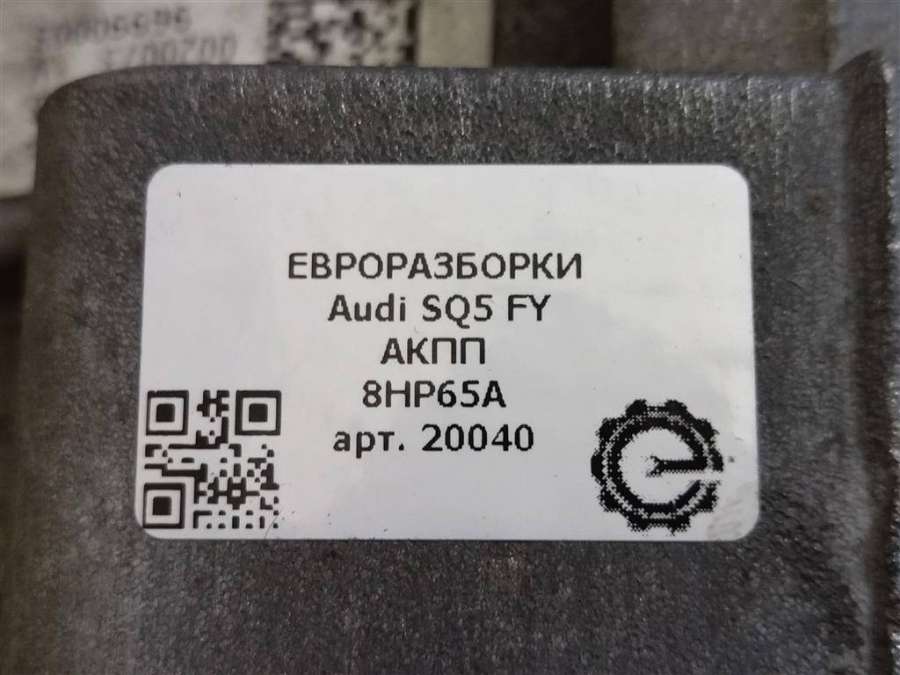 ЕВРОРАЗБОРКИ
Audi SQ5 FY
АКПП
8HP65A
арт. 20040